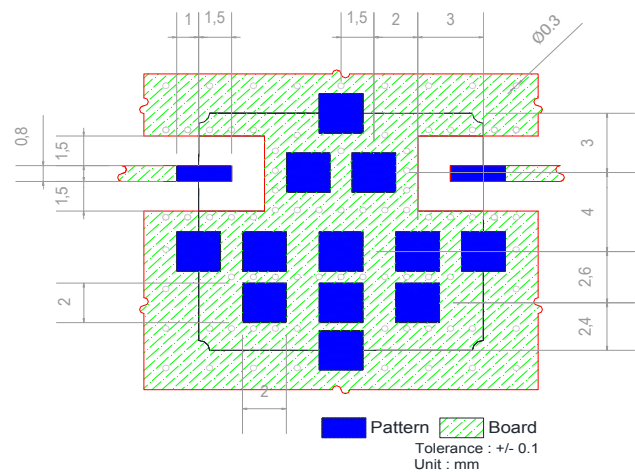 1
1,5
1,5
2
3
Ø0.3
0,8
1,5
1,5
3
4
2
2,6
2,4
2
Pattern
Board
Tolerance : +/- 0.1
Unit : mm